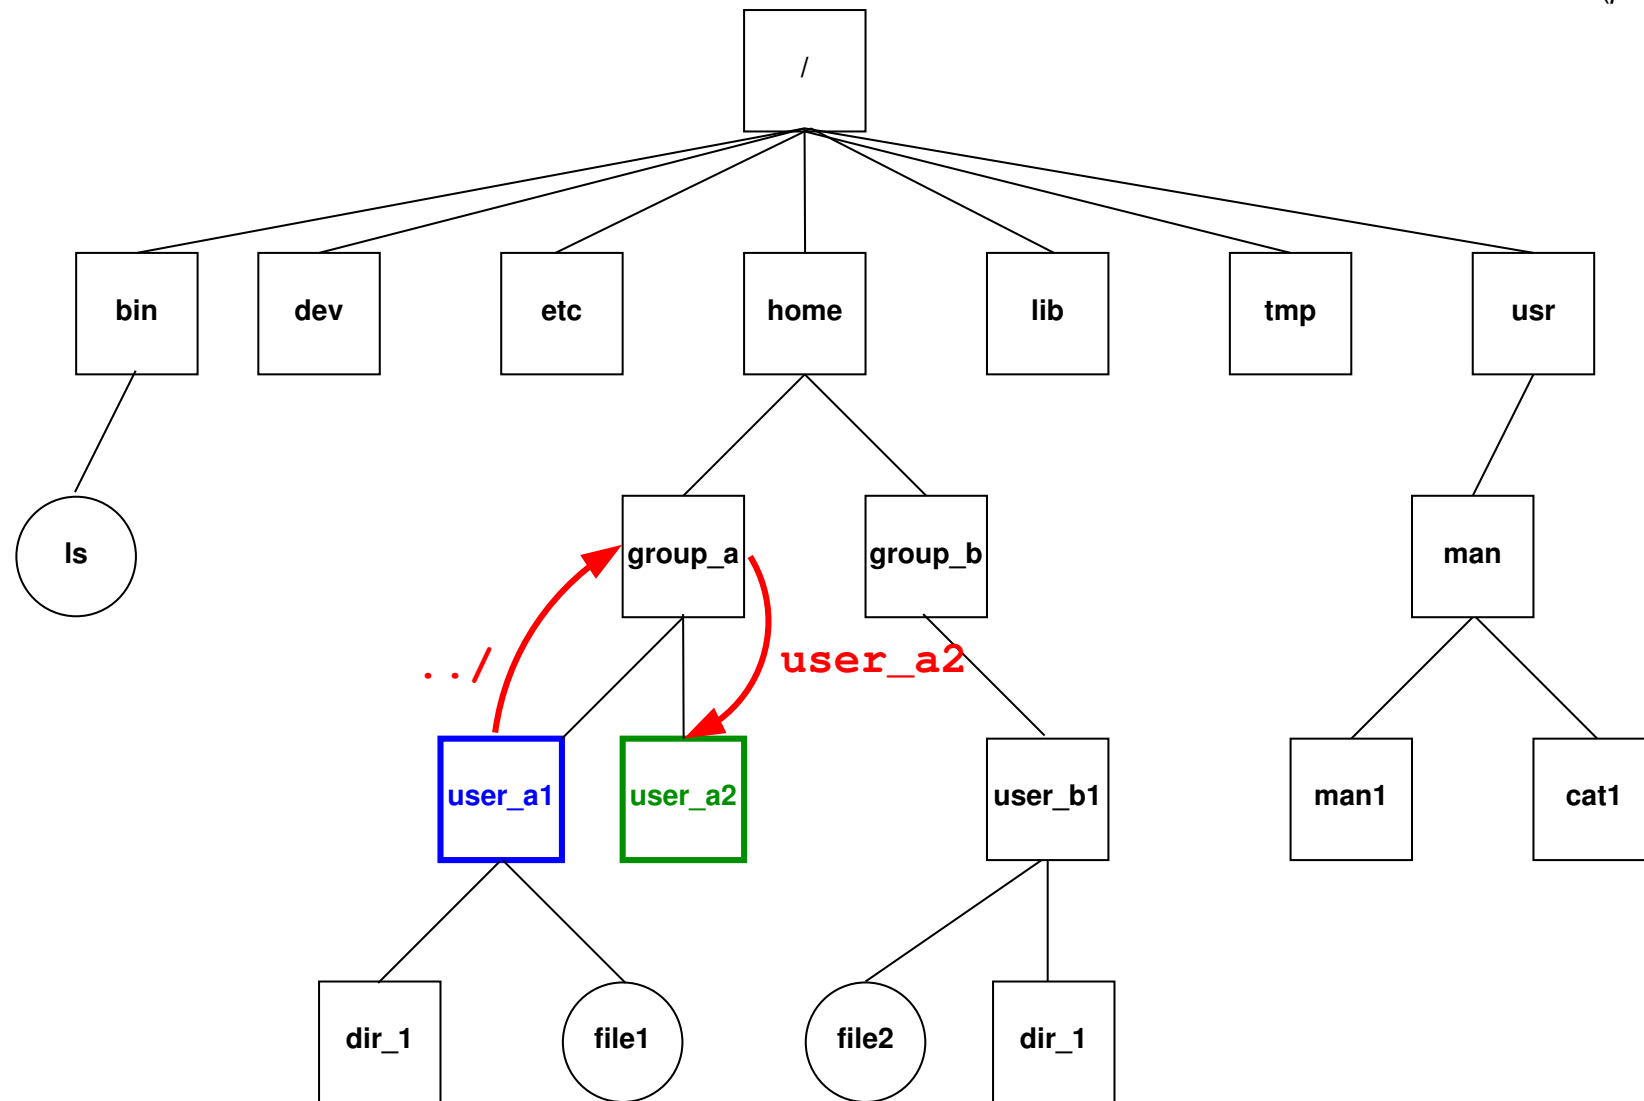 /
bin
dev
etc
home
lib
tmp
usr
ls
group_a
group_b
man
../
user_a2
user_a1
user_a2
user_b1
man1
cat1
dir_1
file1
file2
dir_1